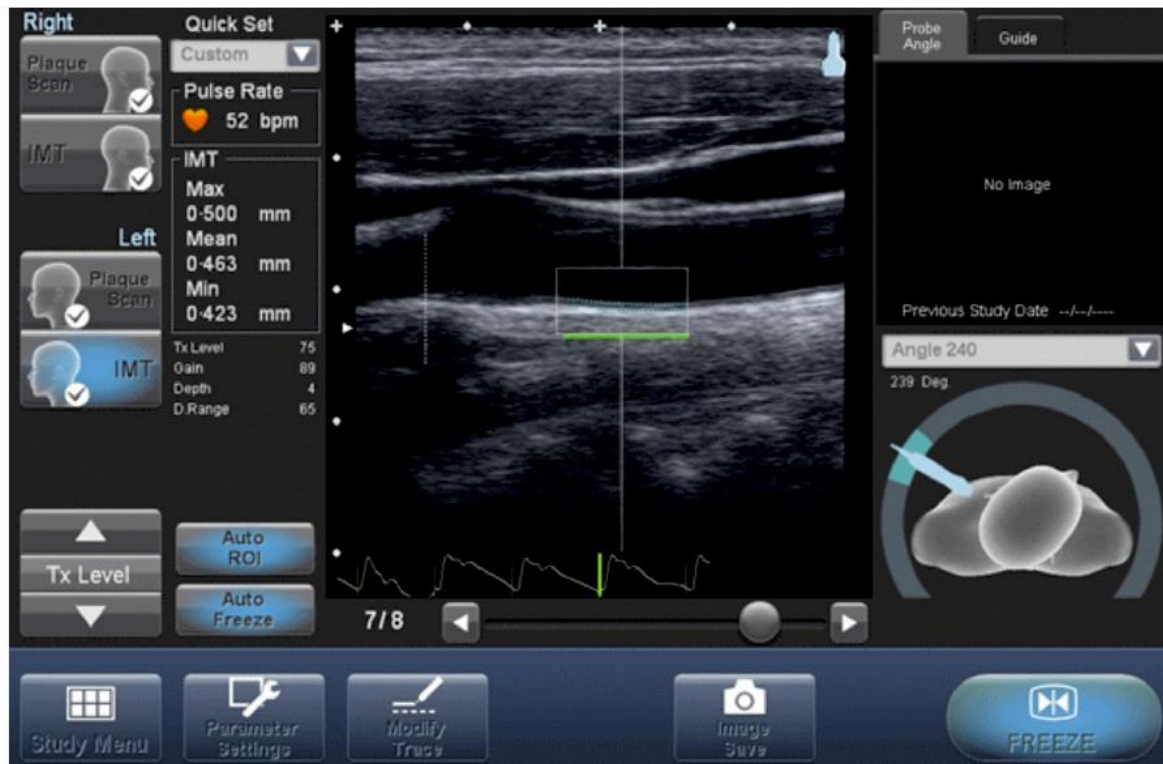 Right
Plaque
Scan
IMT
Left
Plaque
Scan
IMT
Tx Level
Quick Set
Custom
Pulse Rate
52 bpm
IMT
Max
0·500 mm
Mean
0·463 mm
Min
0·423 mm
Tx Level 75
Gain 89
Depth 4
D.Range 65
Auto
ROI
Auto
Freeze
7/8
Probe
Angle
Guide
No Image
Previous Study Date --/--/----
Angle 240
239 Deg.
Study Menu
Parameter
Settings
Modify
Trace
Image
Save
FREEZE